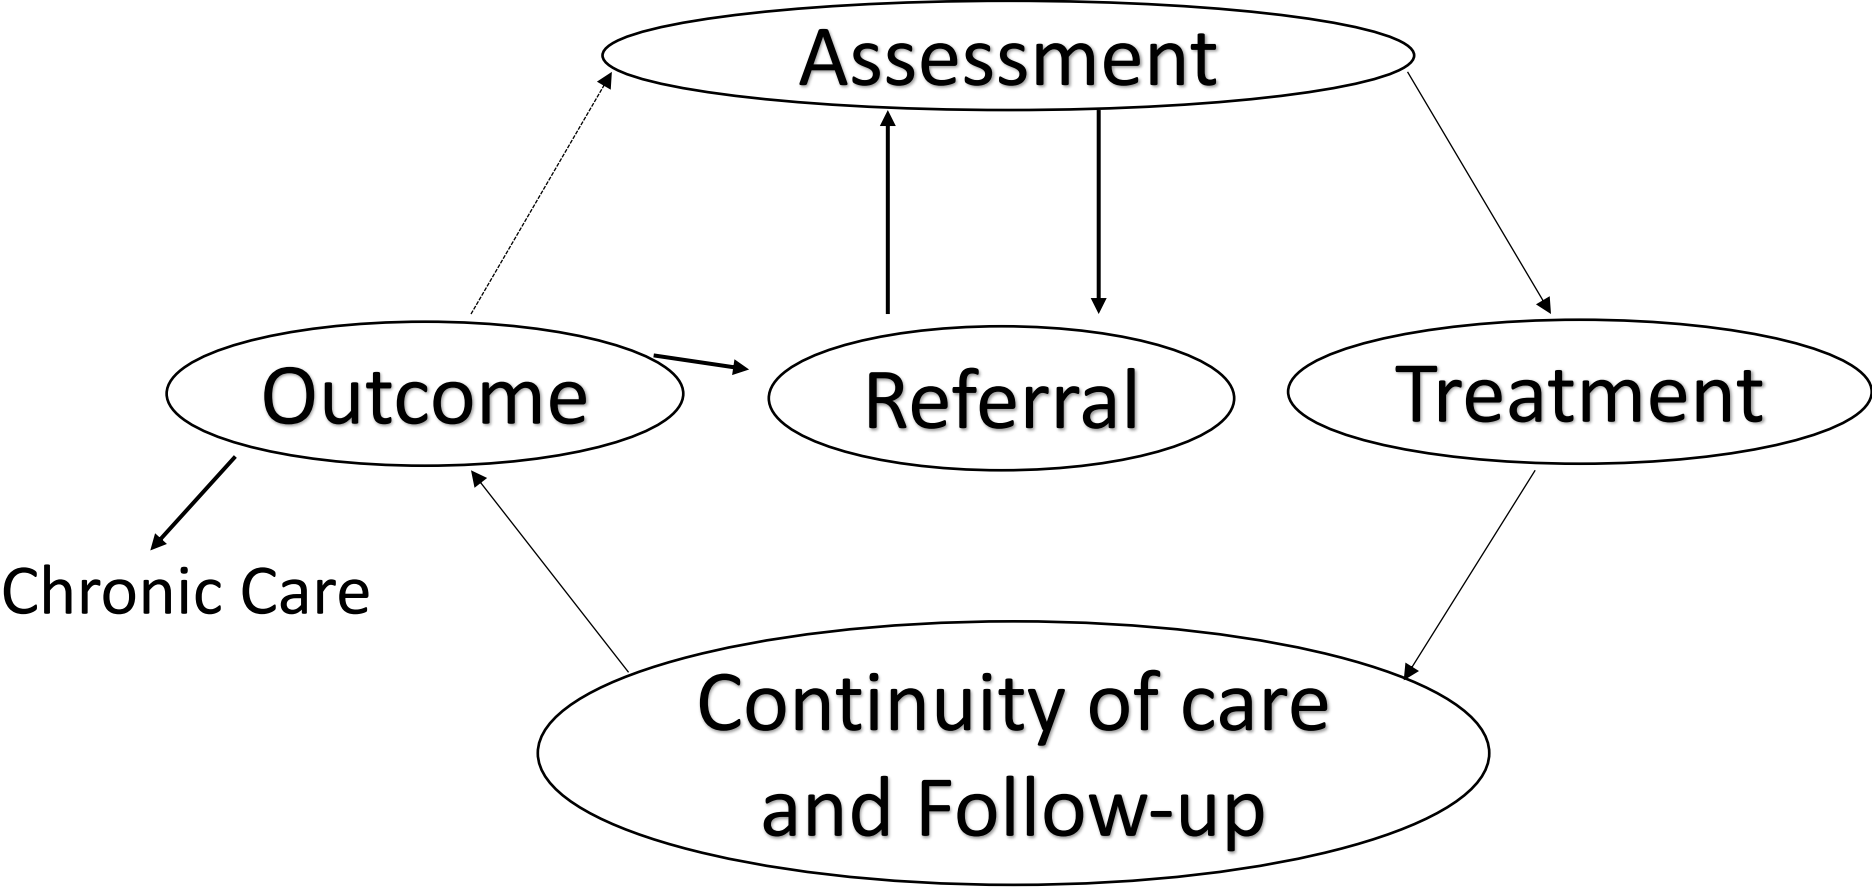 Assessment
Outcome
Referral
Treatment
Chronic Care
Continuity of care
and Follow-up